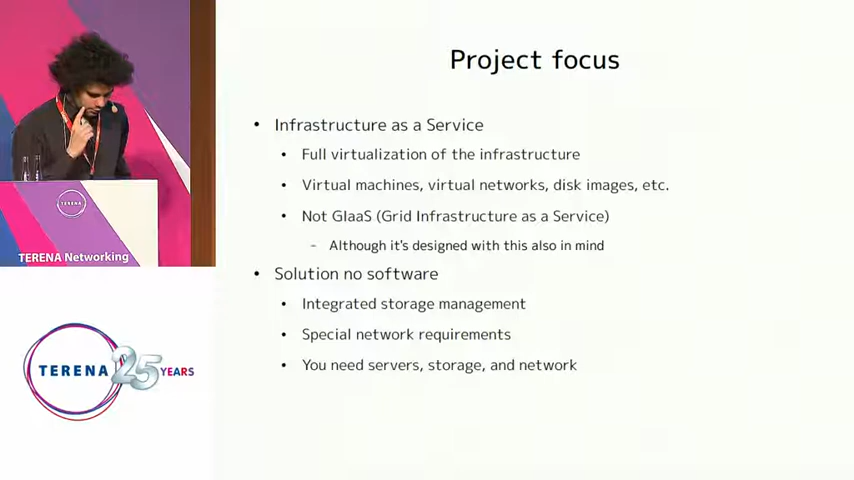 Project focus
• Infrastructure as a Service
• Full virtualization of the infrastructure
• Virtual machines, virtual networks, disk images, etc.
• Not GIaaS (Grid Infrastructure as a Service)
– Although it's designed with this also in mind
• Solution no software
• Integrated storage management
• Special network requirements
• You need servers, storage, and network
TERENA
TERENA Networking
TERENA 25 YEARS